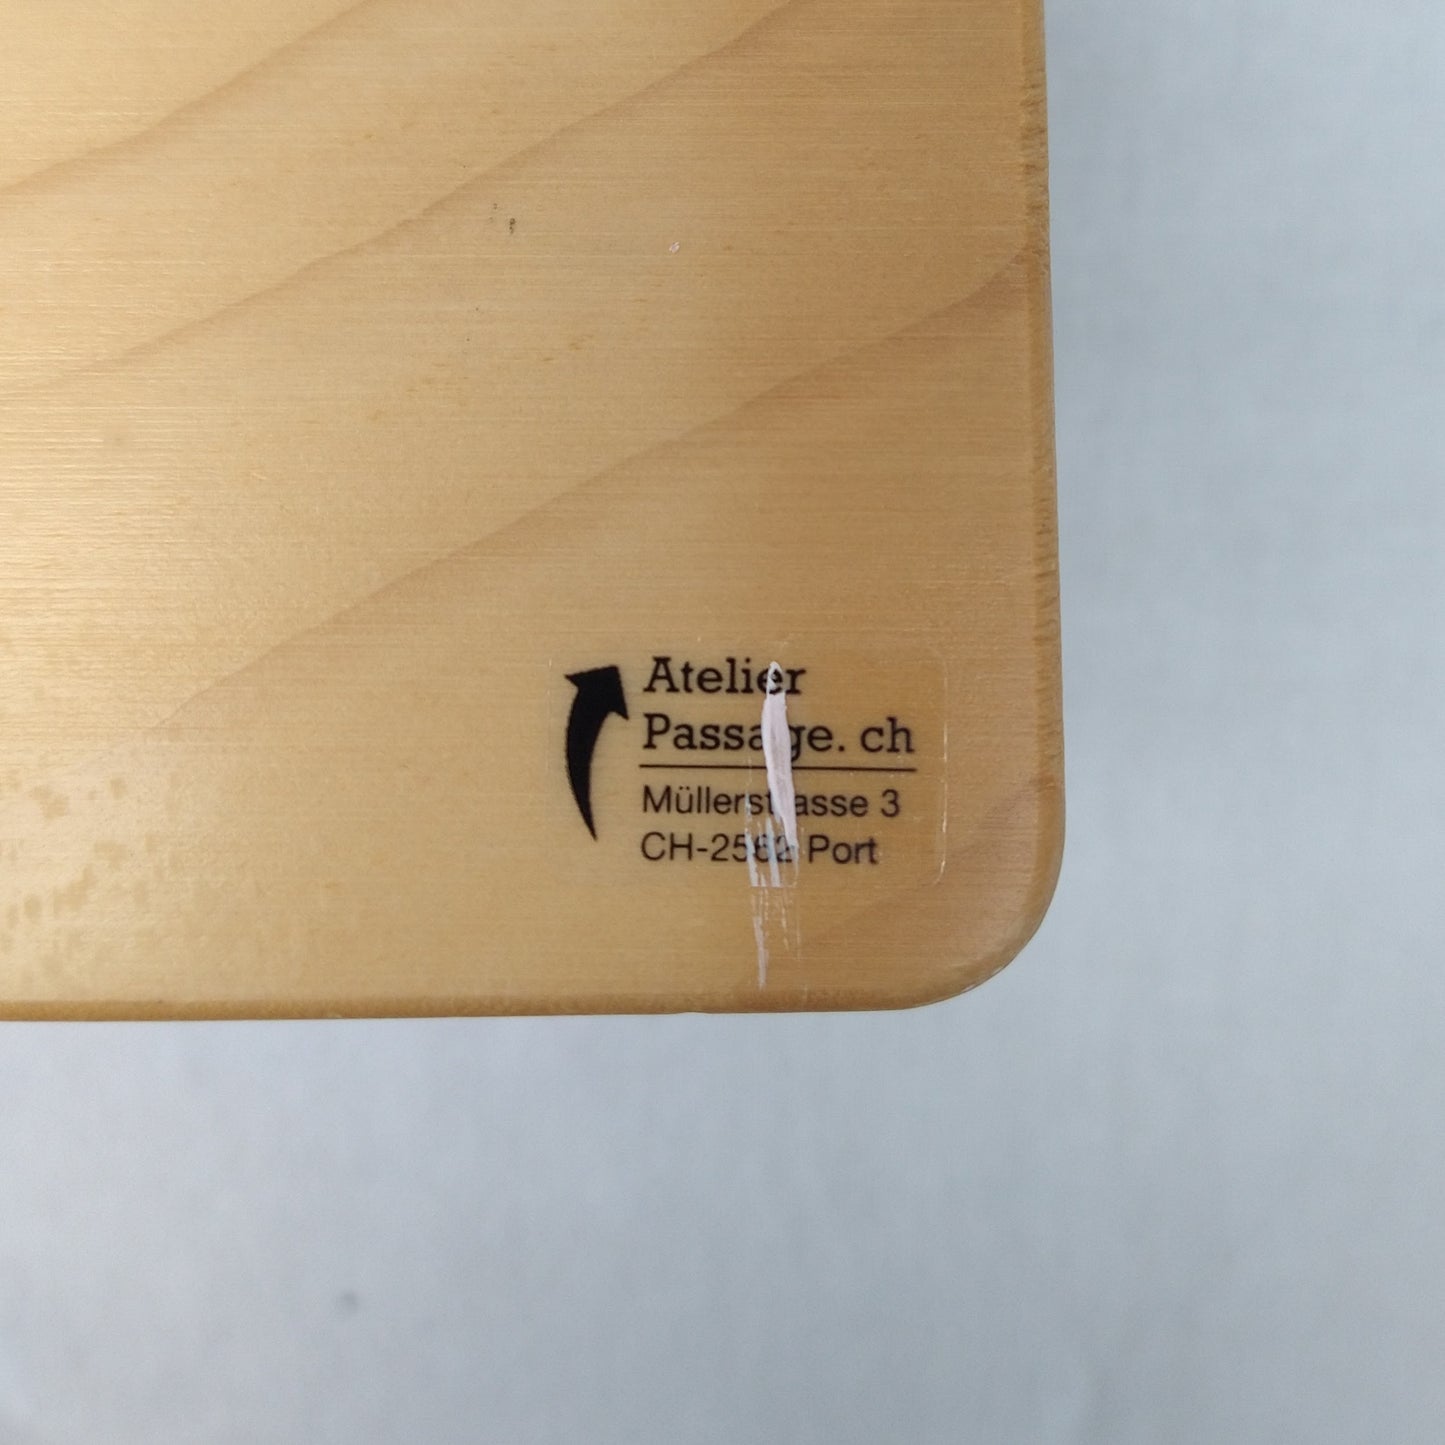 Atelier
Passage. ch
Müllerstrasse 3
CH-2562 Port